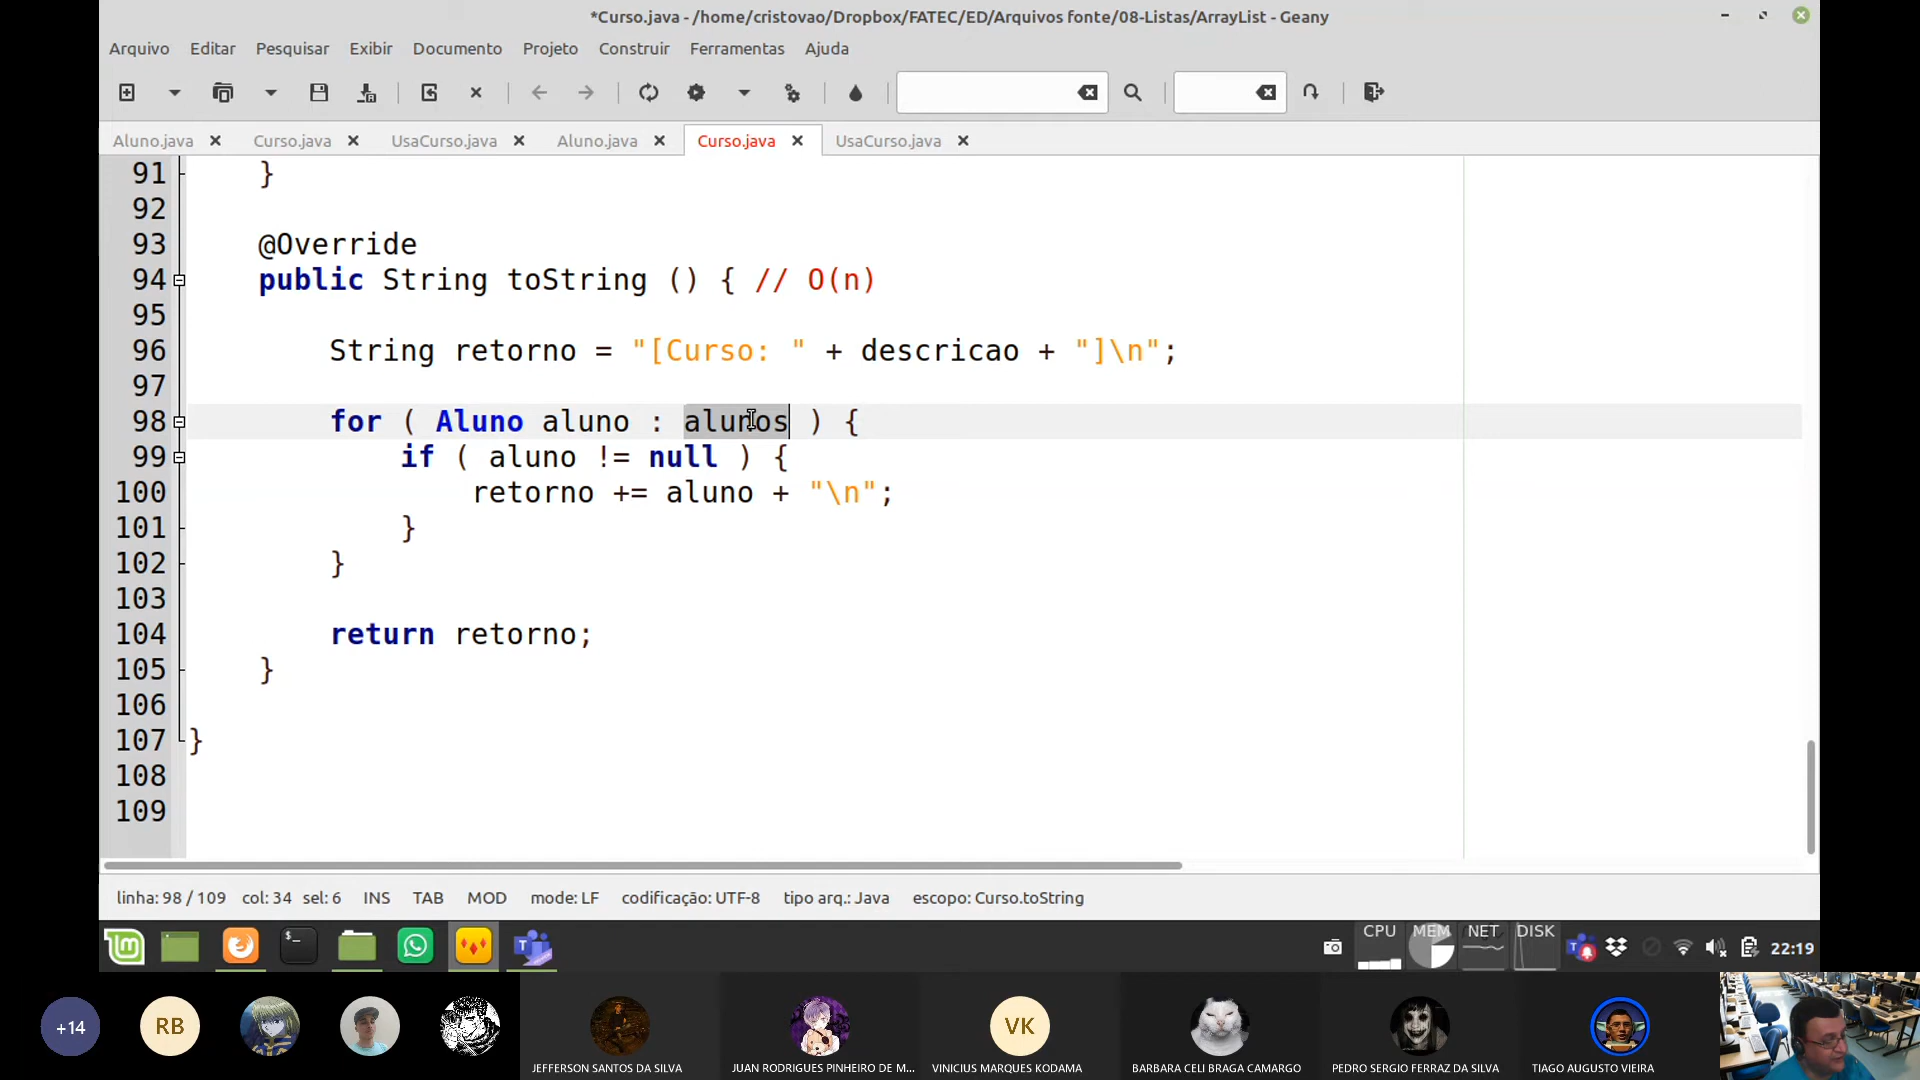 *Curso.java - /home/cristovao/Dropbox/FATEC/ED/Arquivos fonte/08-Listas/ArrayList - Geany
Arquivo Editar Pesquisar Exibir Documento Projeto Construir Ferramentas Ajuda
Aluno.java Curso.java UsaCurso.java Aluno.java Curso.java UsaCurso.java
91 }
92
93 @Override
94 public String toString () { // O(n)
95
96 String retorno = "[Curso: " + descricao + "]\n";
97
98 for ( Aluno aluno : alunos ) {
99 if ( aluno != null ) {
100 retorno += aluno + "\n";
101 }
102 }
103
104 return retorno;
105 }
106
107 }
108
109
linha: 98 / 109 col: 34 sel: 6 INS TAB MOD mode: LF codificação: UTF-8 tipo arq.: Java escopo: Curso.toString
CPU MEM NET DISK 22:19
+14 RB VK
JEFFERSON SANTOS DA SILVA JUAN RODRIGUES PINHEIRO DE M... VINICIUS MARQUES KODAMA BARBARA CELI BRAGA CAMARGO PEDRO SERGIO FERRAZ DA SILVA TIAGO AUGUSTO VIEIRA